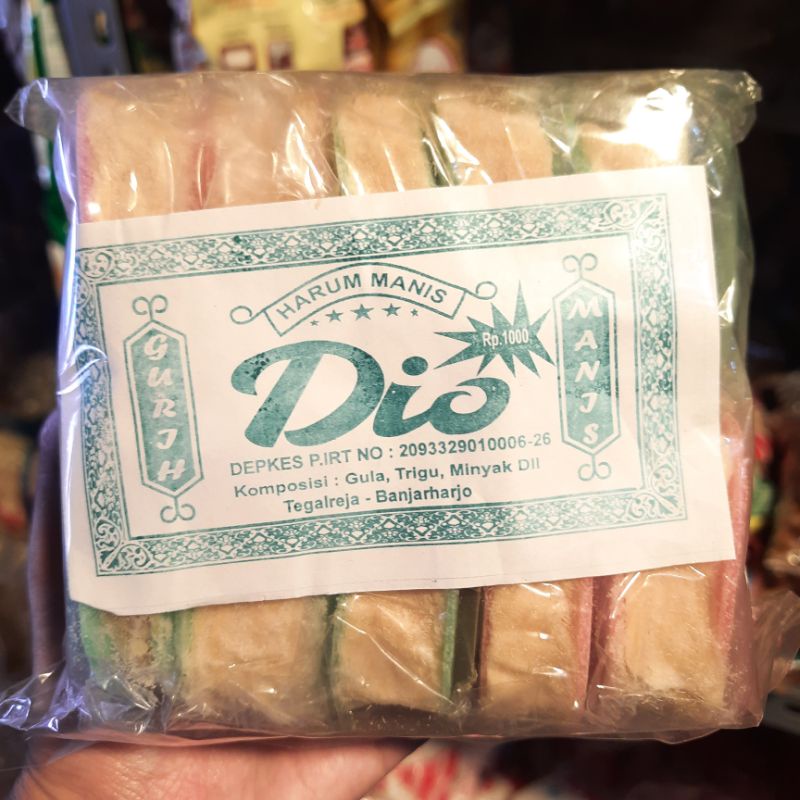 HARUM MANIS
GURIH
Dio
Rp.1000
MANIS
DEPKES P.IRT NO : 2093329010006-26
Komposisi : Gula, Trigu, Minyak Dll
Tegalreja - Banjarharjo